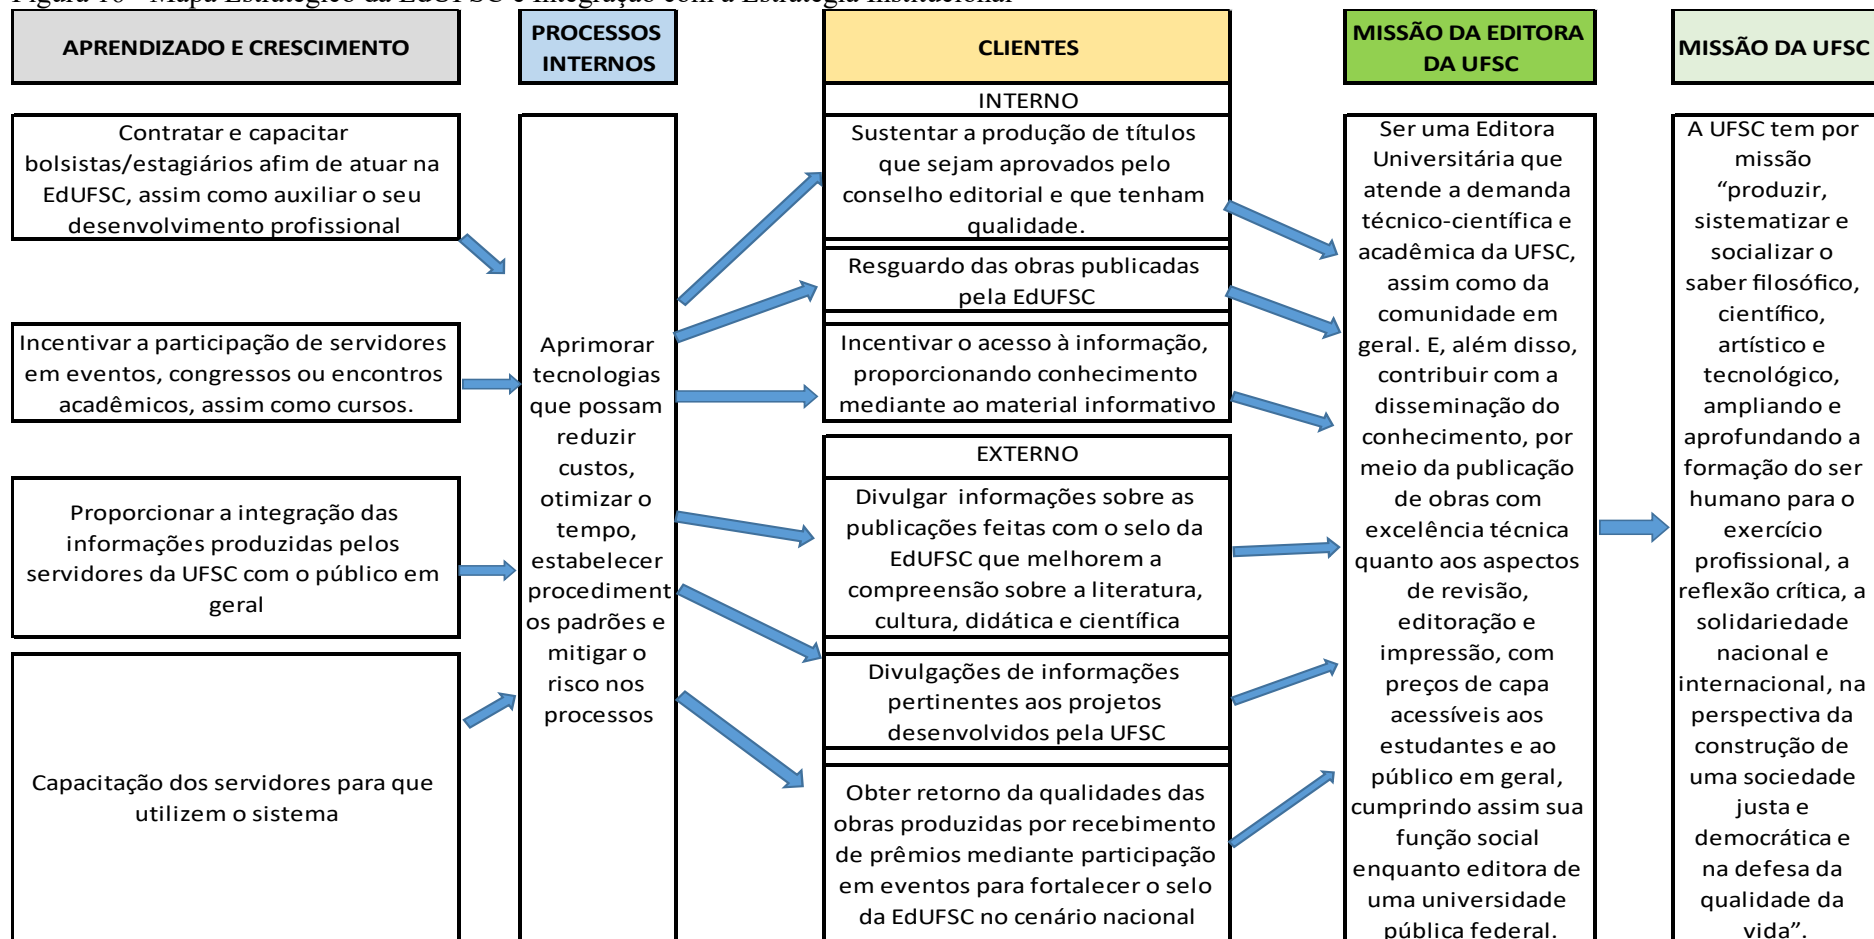 Figura 10 - Mapa Estratégico da EdUFSC e Integração com a Estratégia Institucional
APRENDIZADO E CRESCIMENTO
Contratar e capacitar
bolsistas/estagiários afim de atuar na
EdUFSC, assim como auxiliar o seu
desenvolvimento profissional
Incentivar a participação de servidores
em eventos, congressos ou encontros
acadêmicos, assim como cursos.
Proporcionar a integração das
informações produzidas pelos
servidores da UFSC com o público em
geral
Capacitação dos servidores para que
utilizem o sistema
PROCESSOS
INTERNOS
Aprimorar
tecnologias
que possam
reduzir
custos,
otimizar o
tempo,
estabelecer
procediment
os padrões e
mitigar o
risco nos
processos
CLIENTES
INTERNO
Sustentar a produção de títulos
que sejam aprovados pelo
conselho editorial e que tenham
qualidade.
Resguardo das obras publicadas
pela EdUFSC
Incentivar o acesso à informação,
proporcionando conhecimento
mediante ao material informativo
EXTERNO
Divulgar informações sobre as
publicações feitas com o selo da
EdUFSC que melhorem a
compreensão sobre a literatura,
cultura, didática e científica
Divulgações de informações
pertinentes aos projetos
desenvolvidos pela UFSC
Obter retorno da qualidades das
obras produzidas por recebimento
de prêmios mediante participação
em eventos para fortalecer o selo
da EdUFSC no cenário nacional
MISSÃO DA EDITORA
DA UFSC
Ser uma Editora
Universitária que
atende a demanda
técnico-científica e
acadêmica da UFSC,
assim como da
comunidade em
geral. E, além disso,
contribuir com a
disseminação do
conhecimento, por
meio da publicação
de obras com
excelência técnica
quanto aos aspectos
de revisão,
editoração e
impressão, com
preços de capa
acessíveis aos
estudantes e ao
público em geral,
cumprindo assim sua
função social
enquanto editora de
uma universidade
pública federal.
MISSÃO DA UFSC
A UFSC tem por
missão
“produzir,
sistematizar e
socializar o
saber filosófico,
científico,
artístico e
tecnológico,
ampliando e
aprofundando a
formação do ser
humano para o
exercício
profissional, a
reflexão crítica, a
solidariedade
nacional e
internacional, na
perspectiva da
construção de
uma sociedade
justa e
democrática e
na defesa da
qualidade da
vida”.